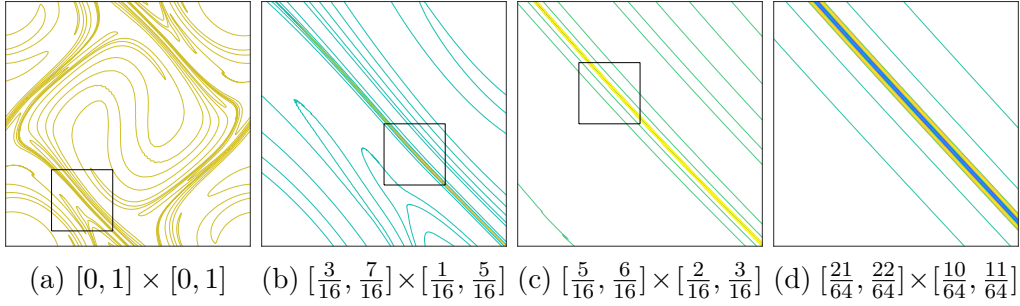 (a) [0, 1] × [0, 1] (b) [3/16, 7/16]×[1/16, 5/16] (c) [5/16, 6/16]×[2/16, 3/16] (d) [21/64, 22/64]×[10/64, 11/64]